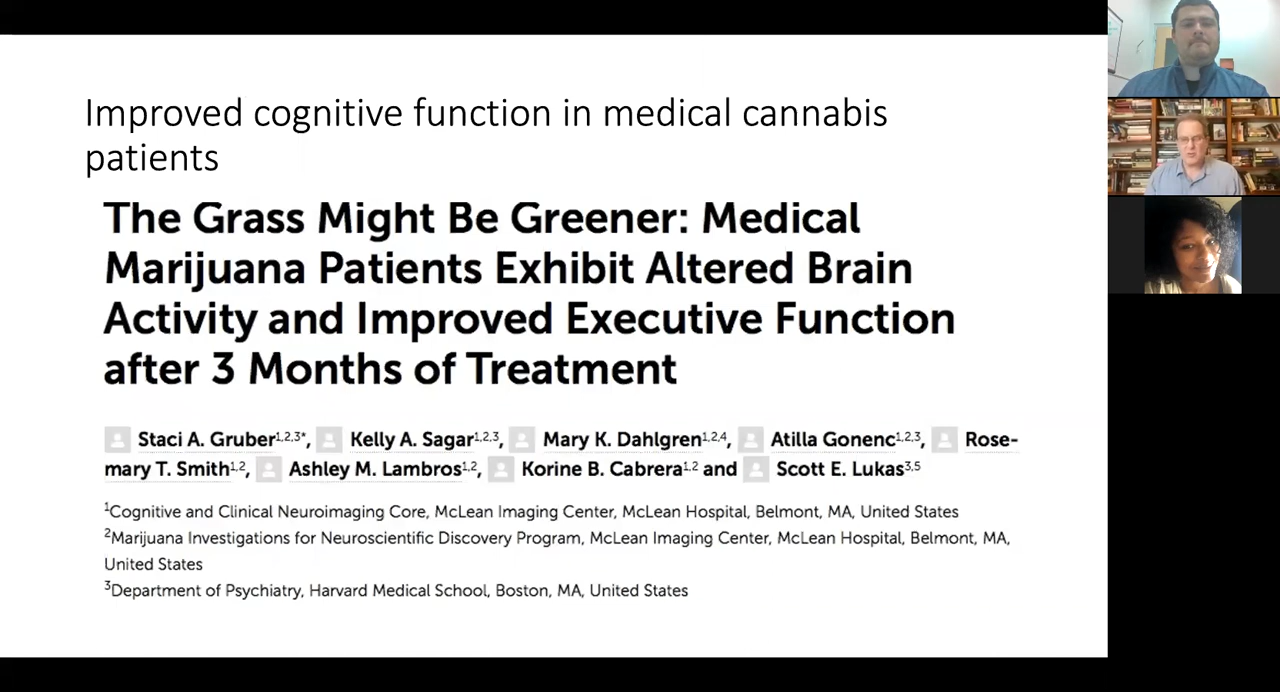 Improved cognitive function in medical cannabis
patients
The Grass Might Be Greener: Medical
Marijuana Patients Exhibit Altered Brain
Activity and Improved Executive Function
after 3 Months of Treatment
Staci A. Gruber1,2,3*, Kelly A. Sagar1,2,3, Mary K. Dahlgren1,2,4, Atilla Gonenc1,2,3, Rose-
mary T. Smith1,2, Ashley M. Lambros1,2, Korine B. Cabrera1,2 and Scott E. Lukas3,5
1Cognitive and Clinical Neuroimaging Core, McLean Imaging Center, McLean Hospital, Belmont, MA, United States
2Marijuana Investigations for Neuroscientific Discovery Program, McLean Imaging Center, McLean Hospital, Belmont, MA,
United States
3Department of Psychiatry, Harvard Medical School, Boston, MA, United States